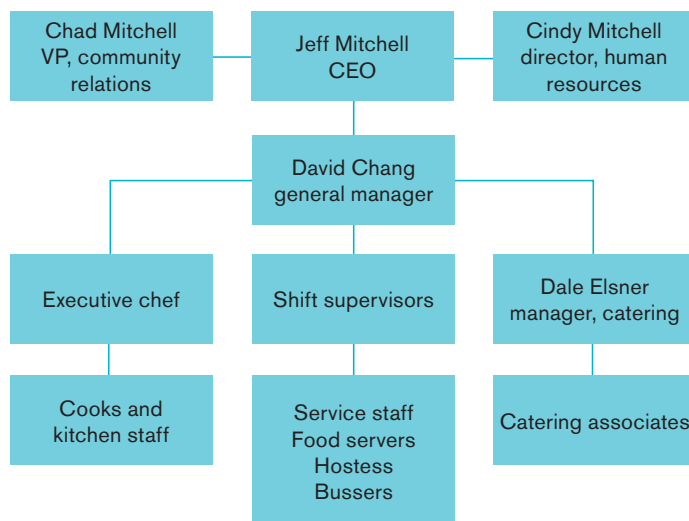 Chad Mitchell
VP, community
relations
Jeff Mitchell
CEO
Cindy Mitchell
director, human
resources
David Chang
general manager
Executive chef
Shift supervisors
Dale Elsner
manager, catering
Cooks and
kitchen staff
Service staff
Food servers
Hostess
Bussers
Catering associates